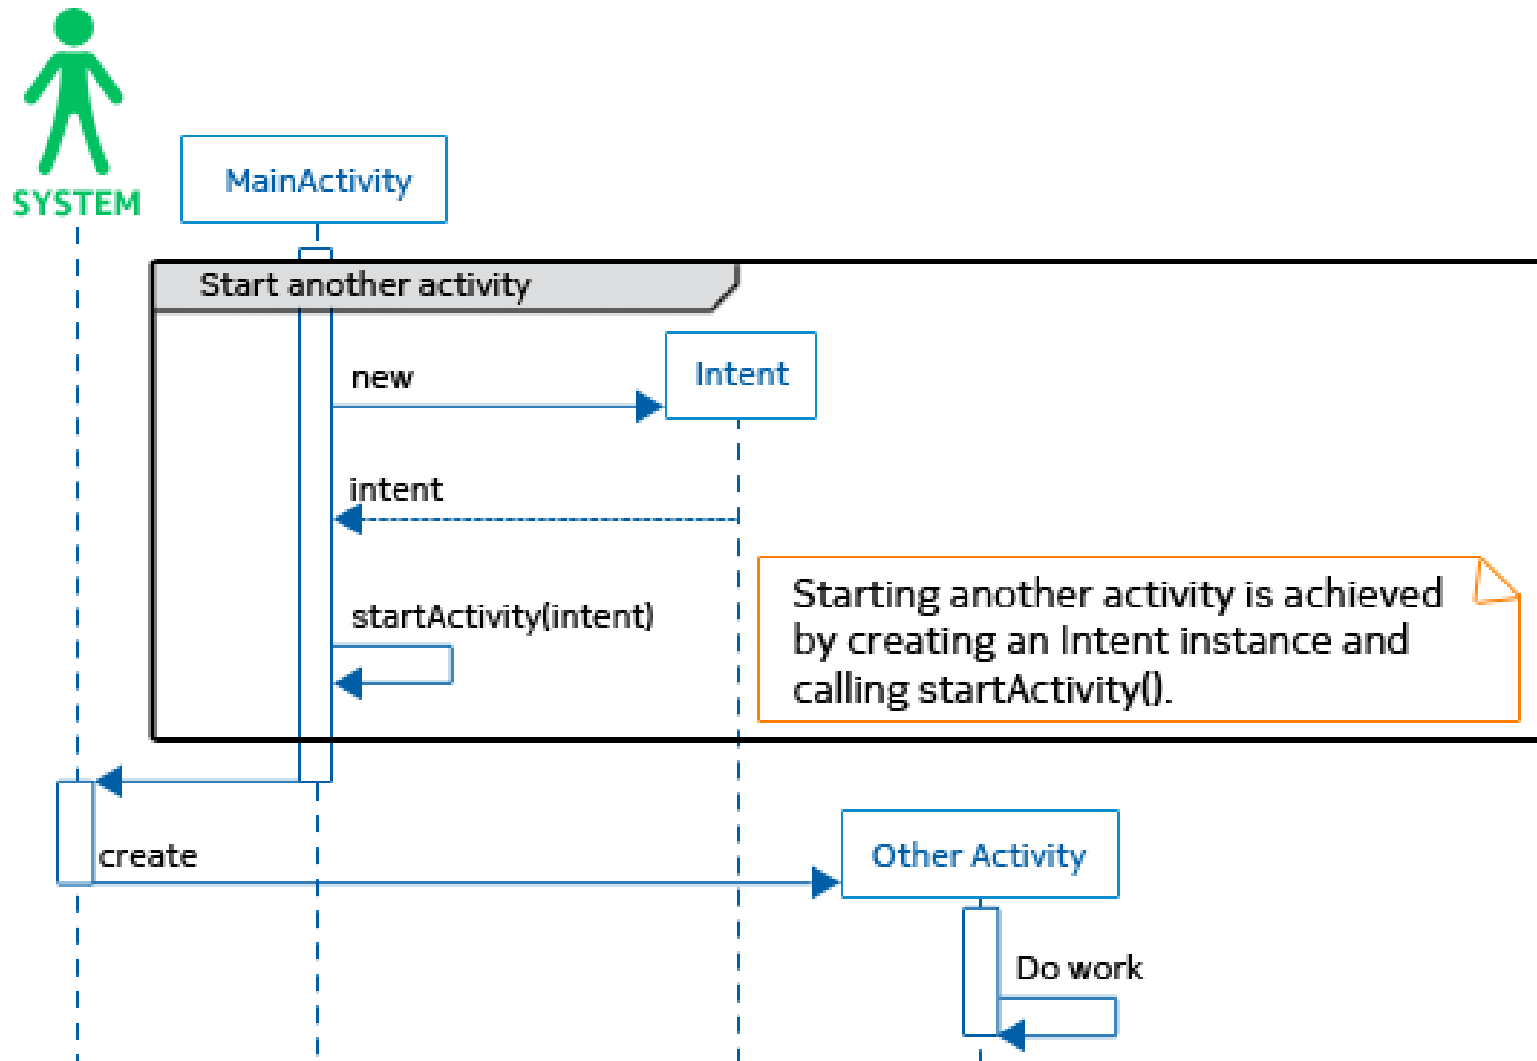 SYSTEM
MainActivity
Start another activity
new
Intent
intent
startActivity(intent)
Starting another activity is achieved
by creating an Intent instance and
calling startActivity().
create
Other Activity
Do work